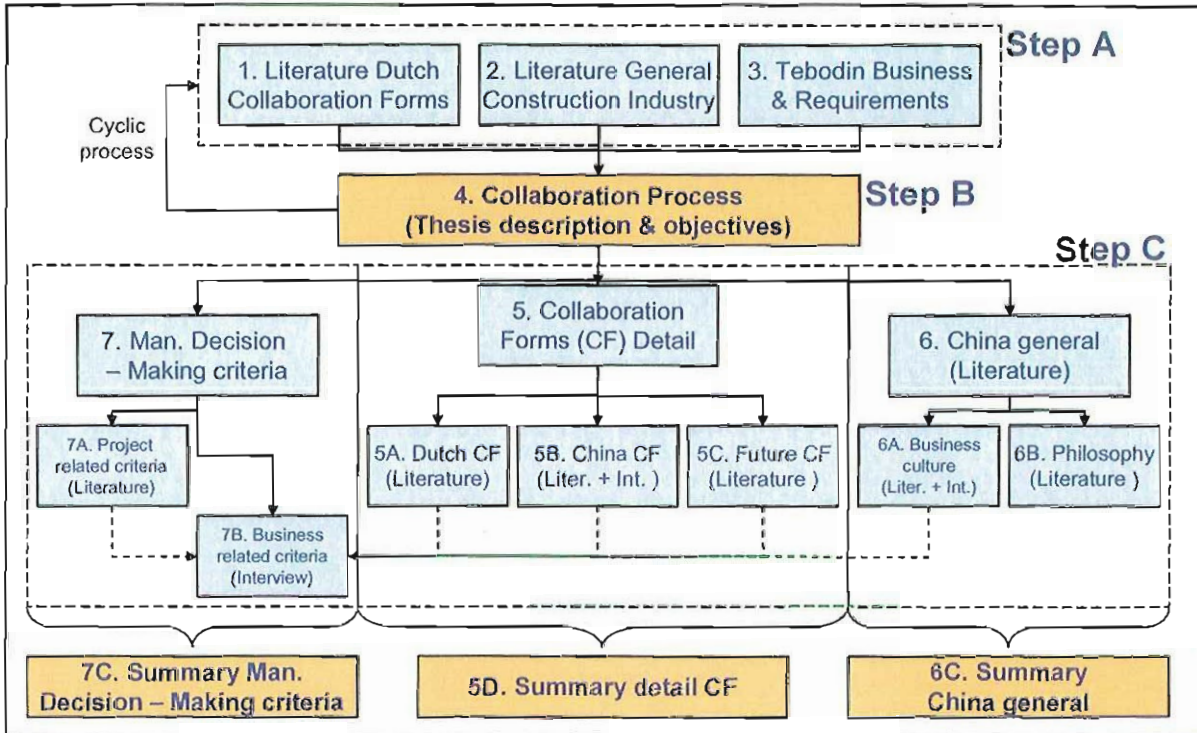 Step A
1. Literature Dutch
Collaboration Forms
2. Literature General
Construction Industry
3. Tebodin Business
& Requirements
Cyclic
process
4. Collaboration Process
(Thesis description & objectives)
Step B
Step C
7. Man. Decision
– Making criteria
5. Collaboration
Forms (CF) Detail
6. China general
(Literature)
7A. Project
related criteria
(Literature)
5A. Dutch CF
(Literature)
5B. China CF
(Liter. + Int. )
5C. Future CF
(Literature )
6A. Business
culture
(Liter. + Int.)
6B. Philosophy
(Literature )
7B. Business
related criteria
(Interview)
7C. Summary Man.
Decision – Making criteria
5D. Summary detail CF
6C. Summary
China general